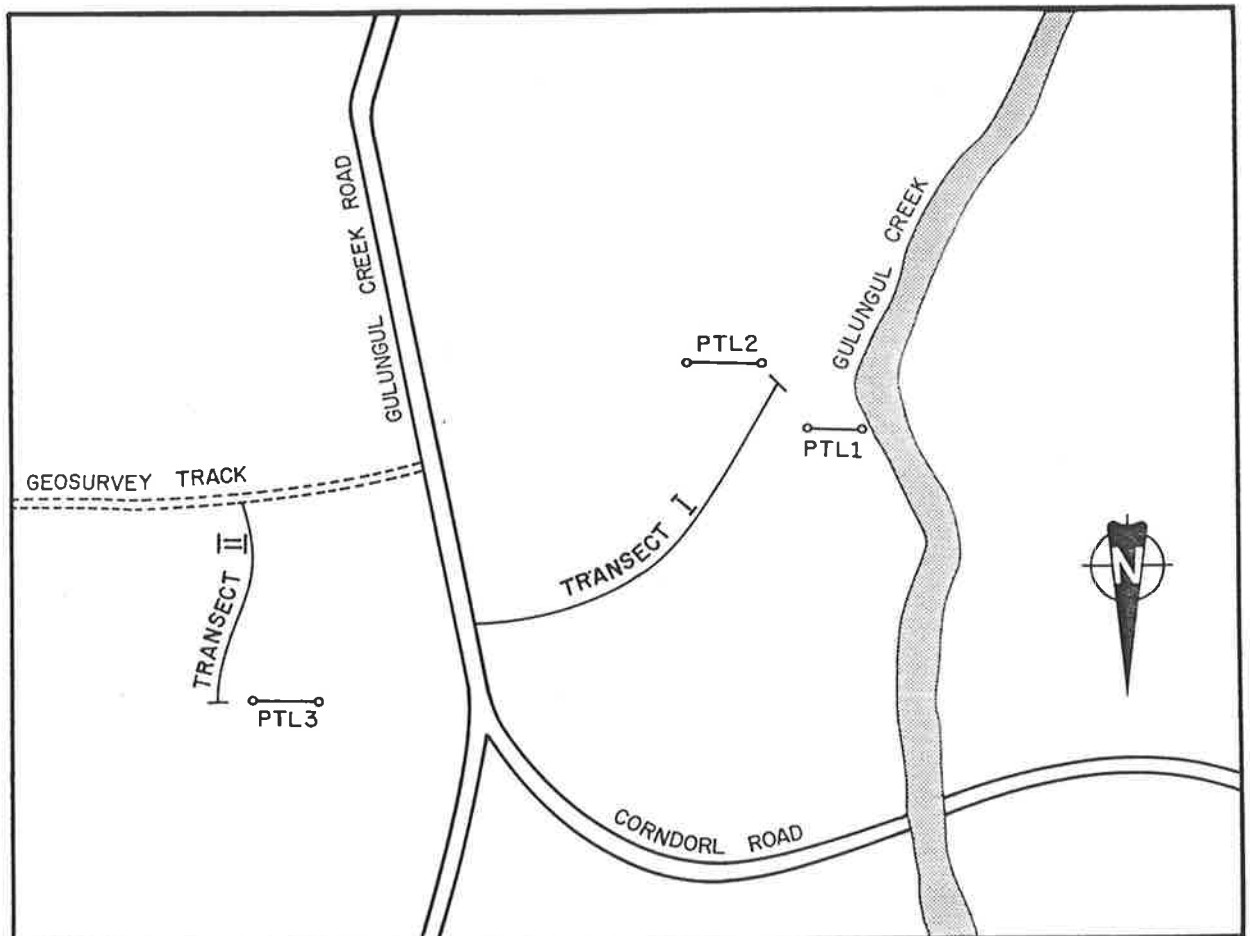 GULUNGUL CREEK ROAD
GULUNGUL CREEK
PTL2
PTL1
GEOSURVEY TRACK
TRANSECT I
TRANSECT II
N
PTL3
CORNDORL ROAD